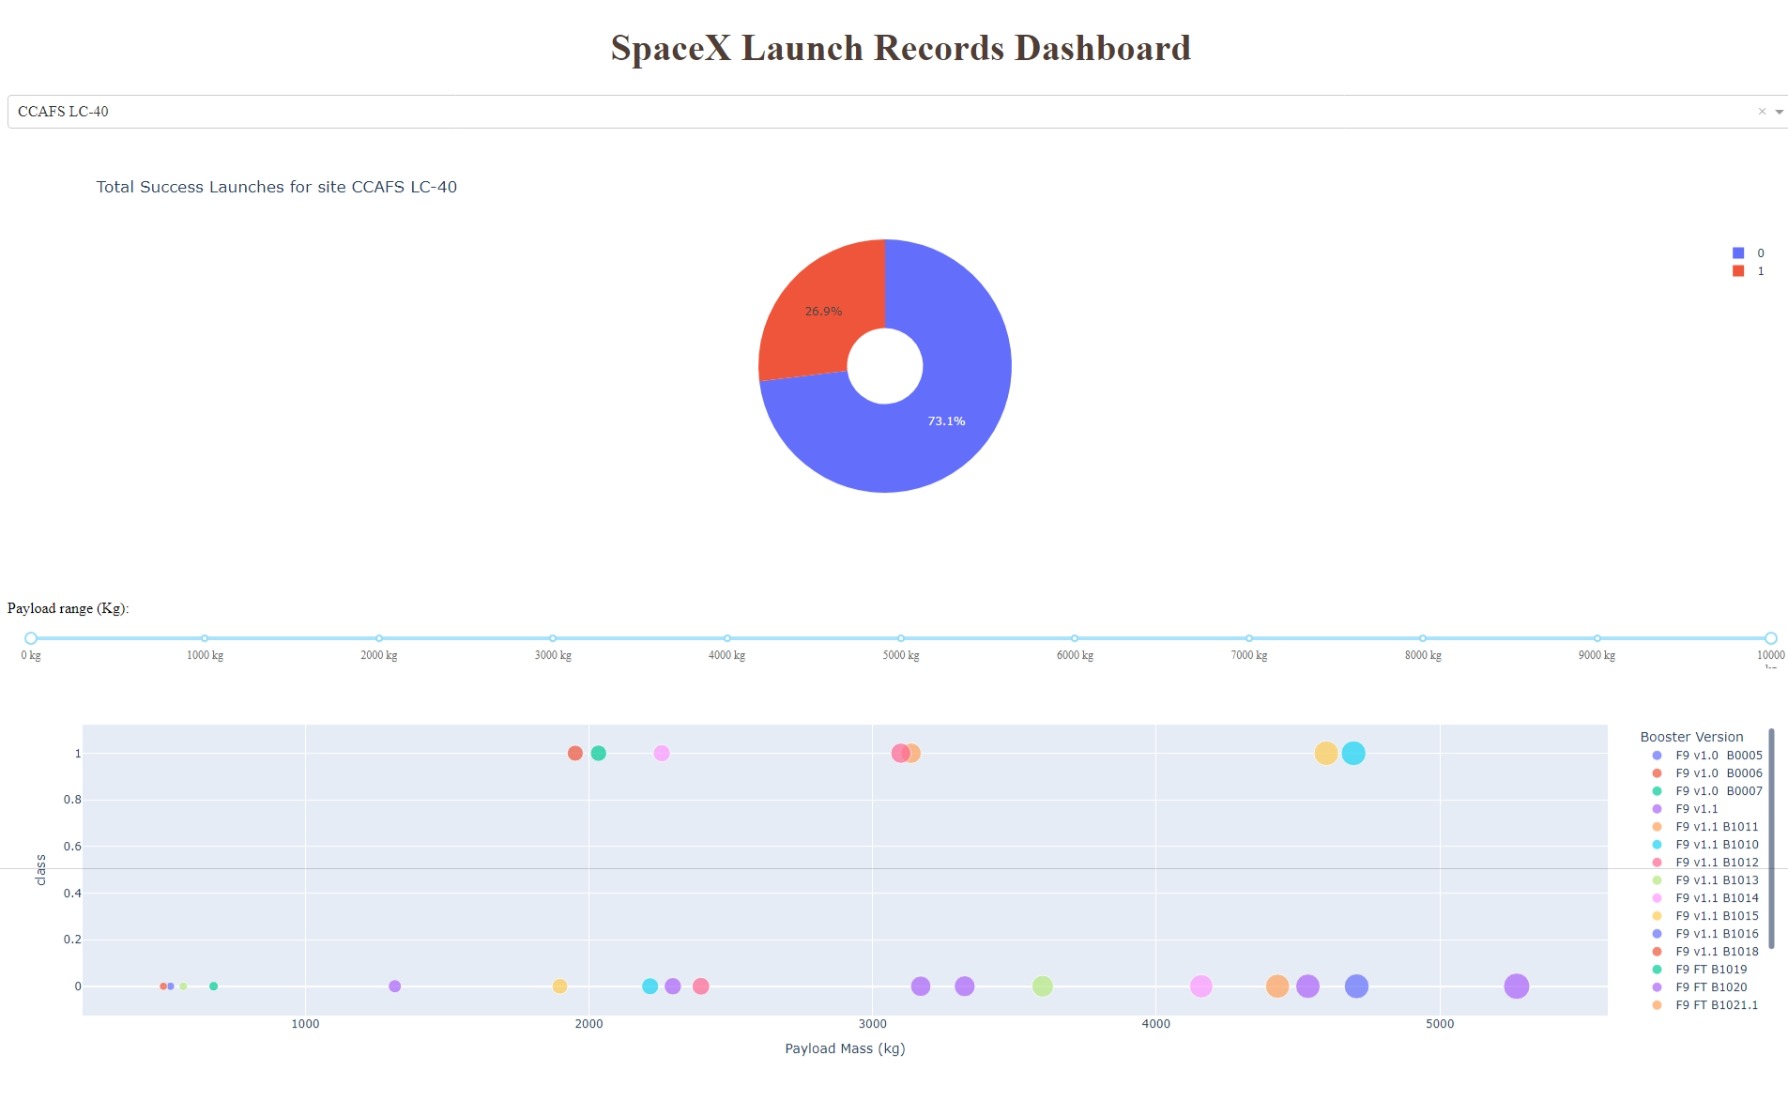 SpaceX Launch Records Dashboard
CCAFS LC-40
× 
Total Success Launches for site CCAFS LC-40
0
1
26.9%
73.1%
Payload range (Kg):
0 kg 1000 kg 2000 kg 3000 kg 4000 kg 5000 kg 6000 kg 7000 kg 8000 kg 9000 kg 10000
1
0.8
0.6
0.4
0.2
0
class
1000 2000 3000 4000 5000
Payload Mass (kg)
Booster Version
F9 v1.0  B0005
F9 v1.0  B0006
F9 v1.0  B0007
F9 v1.1
F9 v1.1 B1011
F9 v1.1 B1010
F9 v1.1 B1012
F9 v1.1 B1013
F9 v1.1 B1014
F9 v1.1 B1015
F9 v1.1 B1016
F9 v1.1 B1018
F9 FT B1019
F9 FT B1020
F9 FT B1021.1